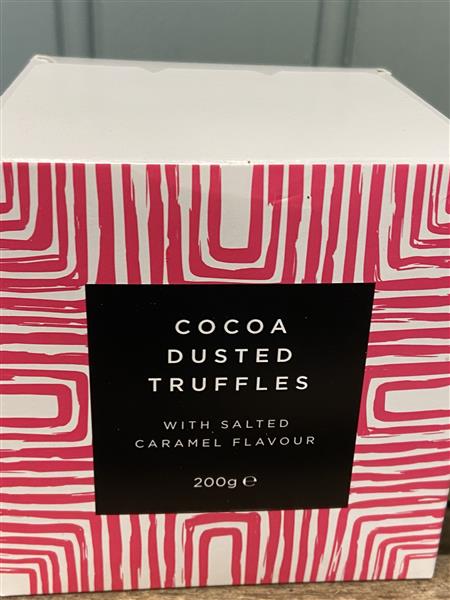 COCOA
DUSTED
TRUFFLES
WITH SALTED
CARAMEL FLAVOUR
200g ℮